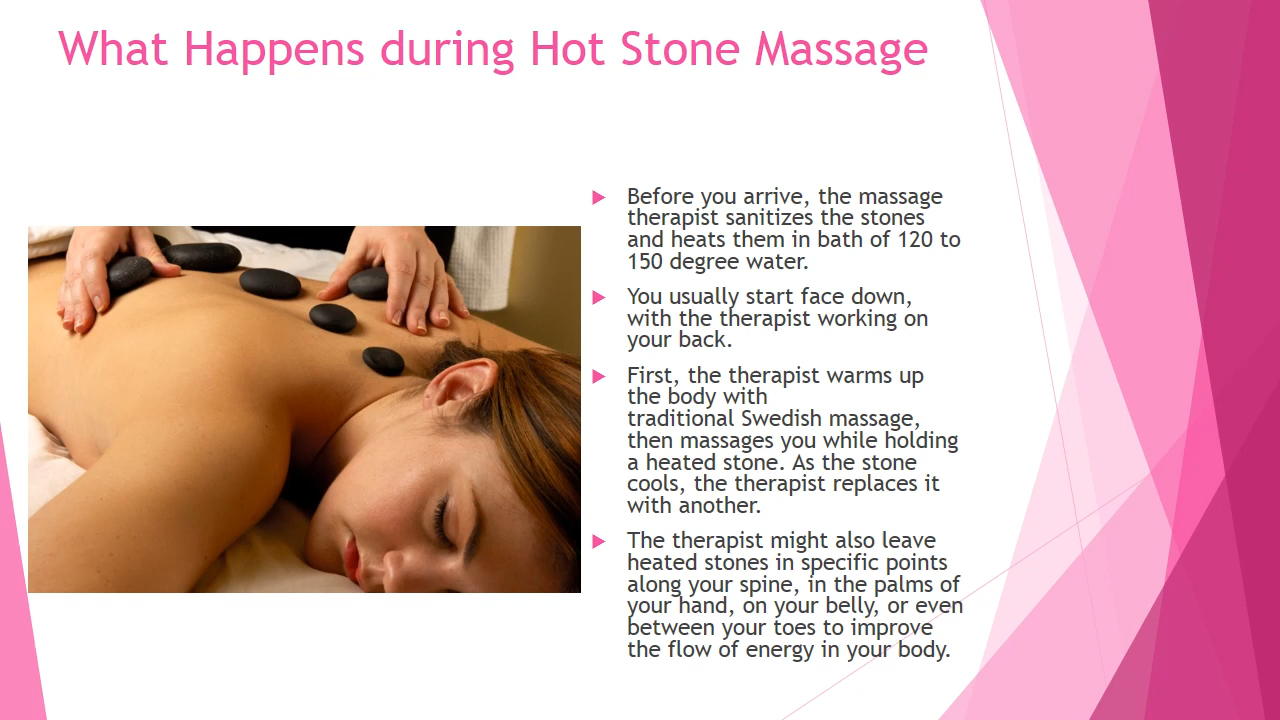 What Happens during Hot Stone Massage
Before you arrive, the massage
therapist sanitizes the stones
and heats them in bath of 120 to
150 degree water.
You usually start face down,
with the therapist working on
your back.
First, the therapist warms up
the body with
traditional Swedish massage,
then massages you while holding
a heated stone. As the stone
cools, the therapist replaces it
with another.
The therapist might also leave
heated stones in specific points
along your spine, in the palms of
your hand, on your belly, or even
between your toes to improve
the flow of energy in your body.